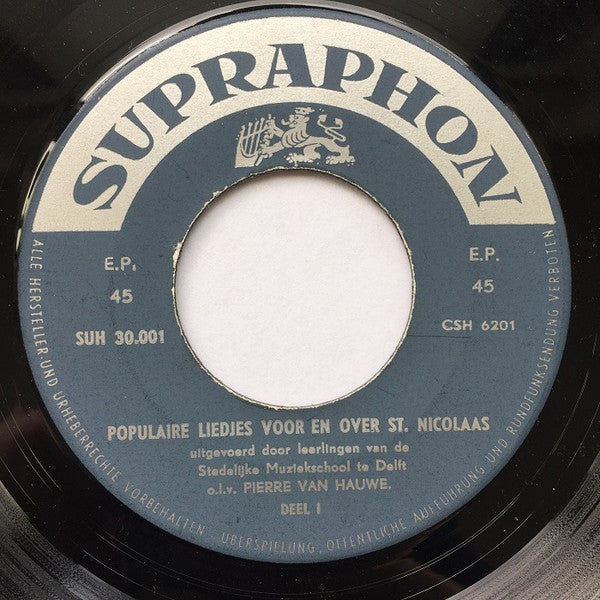 SUPRAPHON
E.P.
45
SUH 30.001
E.P.
45
CSH 6201
POPULAIRE LIEDJES VOOR EN OVER ST. NICOLAAS
uitgevoerd door leerlingen van de
Stedelijke Muziekschool te Delft
o.l.v. PIERRE VAN HAUWE.
DEEL I
ALLE HERSTELLER-UND URHEBERRECHTE VORBEHALTEN. ÜBERSPIELUNG, ÖFFENTLICHE AUFFÜHRUNG UND RUNDFUNKSENDUNG VERBOTEN